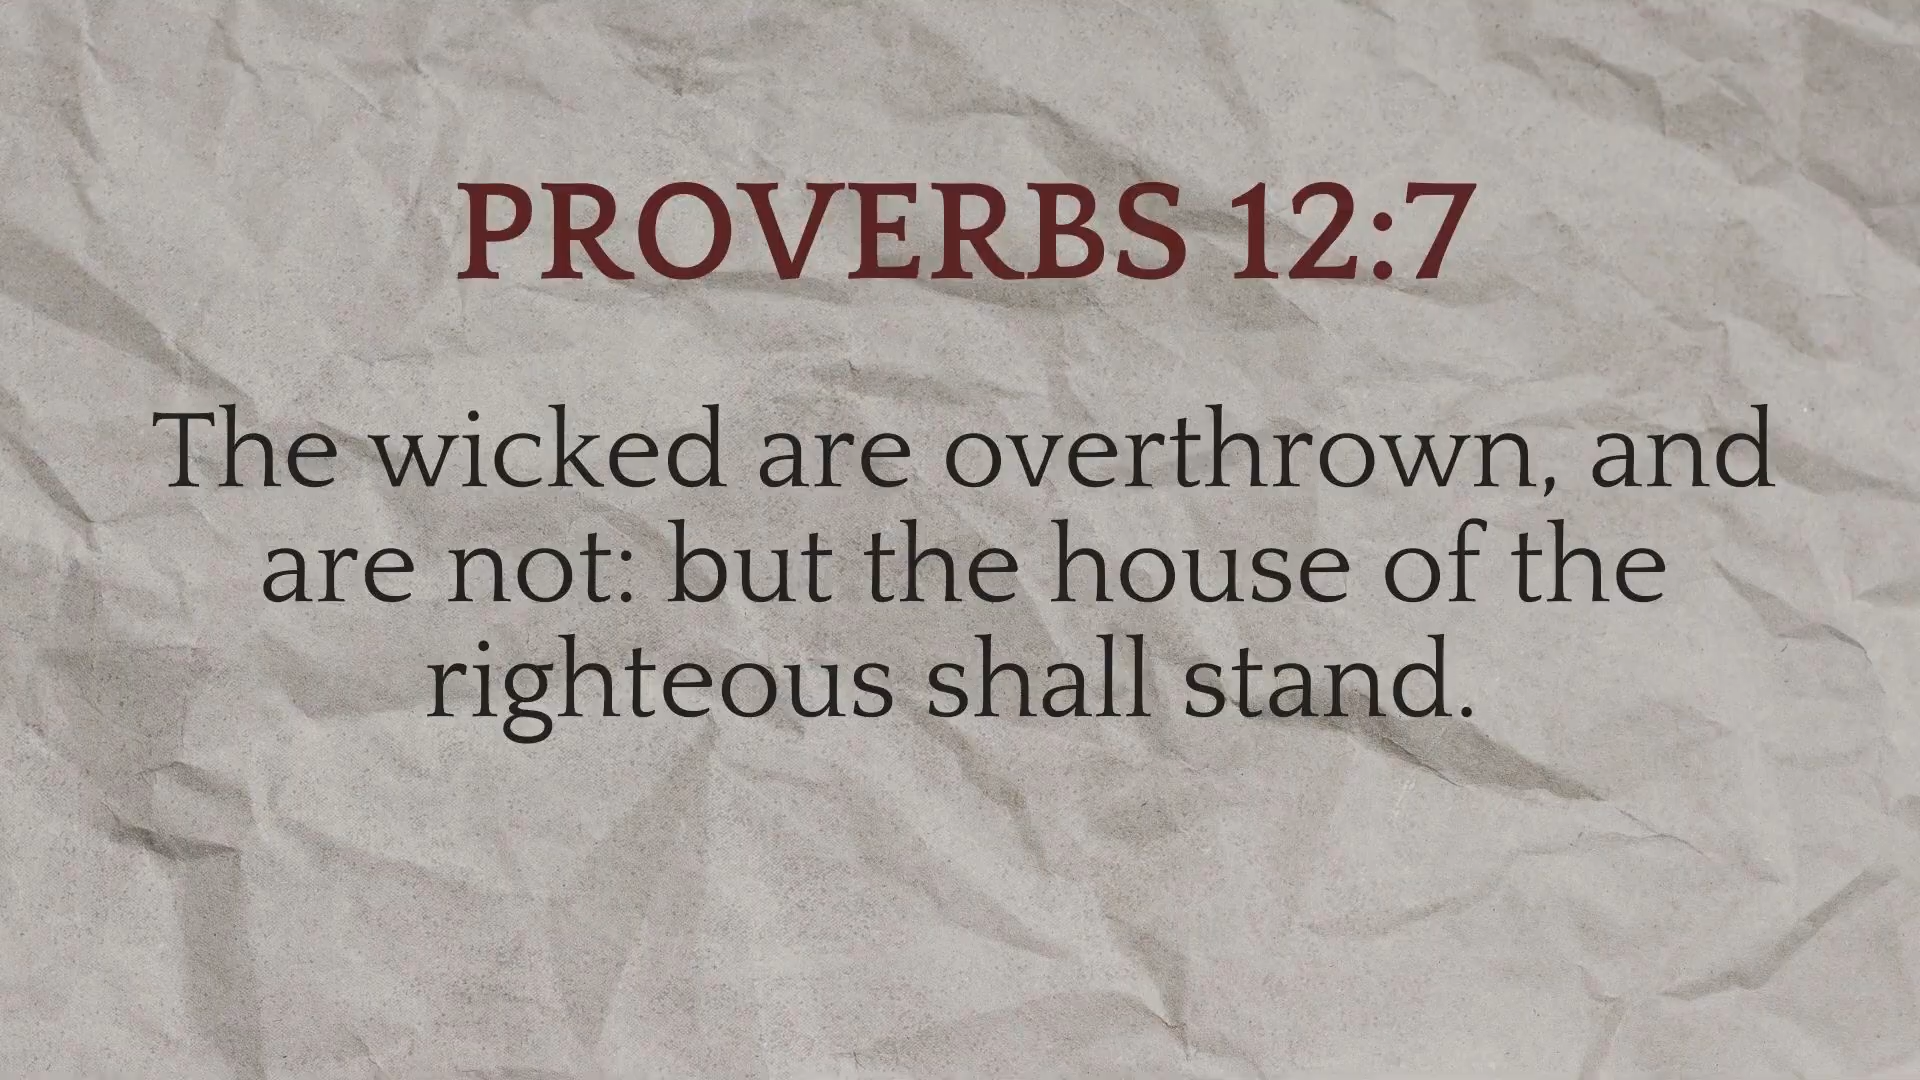 PROVERBS 12:7
The wicked are overthrown, and
are not: but the house of the
righteous shall stand.